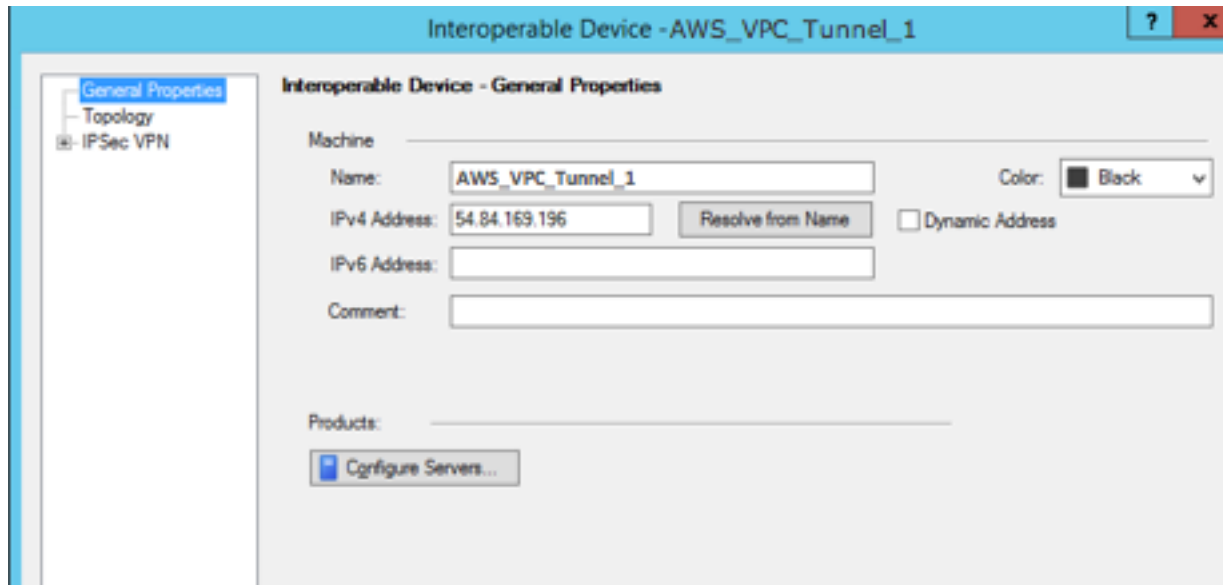 Interoperable Device -AWS_VPC_Tunnel_1
? x
General Properties
Topology
IPSec VPN
Interoperable Device - General Properties
Machine
Name: AWS_VPC_Tunnel_1 Color: Black
IPv4 Address: 54.84.169.196 Resolve from Name Dynamic Address
IPv6 Address:
Comment:
Products:
Configure Servers...